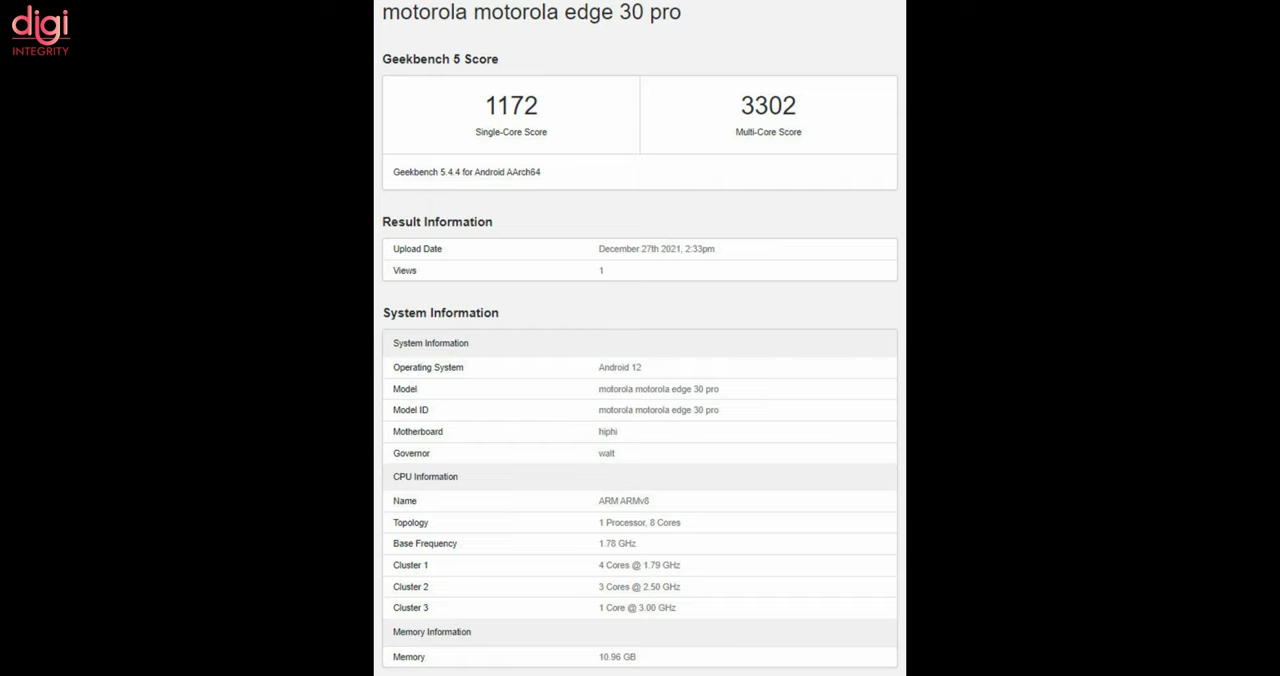 digi
INTEGRITY
motorola motorola edge 30 pro
Geekbench 5 Score
1172 3302
Single-Core Score Multi-Core Score
Geekbench 5.4.4 for Android AArch64
Result Information
Upload Date December 27th 2021, 2:33pm
Views 1
System Information
System Information
Operating System Android 12
Model motorola motorola edge 30 pro
Model ID motorola motorola edge 30 pro
Motherboard hiphi
Governor walt
CPU Information
Name ARM ARMv8
Topology 1 Processor, 8 Cores
Base Frequency 1.78 GHz
Cluster 1 4 Cores @ 1.79 GHz
Cluster 2 3 Cores @ 2.50 GHz
Cluster 3 1 Core @ 3.00 GHz
Memory Information
Memory 10.96 GB